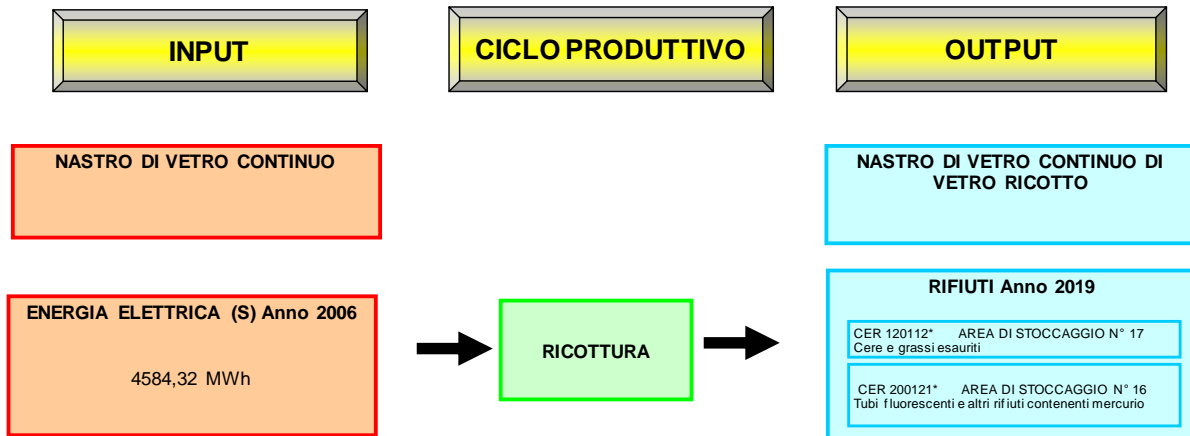 INPUT
CICLO PRODUTTIVO
OUTPUT
NASTRO DI VETRO CONTINUO
NASTRO DI VETRO CONTINUO DI
VETRO RICOTTO
ENERGIA ELETTRICA (S) Anno 2006
4584,32 MWh
RICOTTURA
RIFIUTI Anno 2019
CER 120112* AREA DI STOCCAGGIO N° 17
Cere e grassi esauriti
CER 200121* AREA DI STOCCAGGIO N° 16
Tubi fluorescenti e altri rifiuti contenenti mercurio